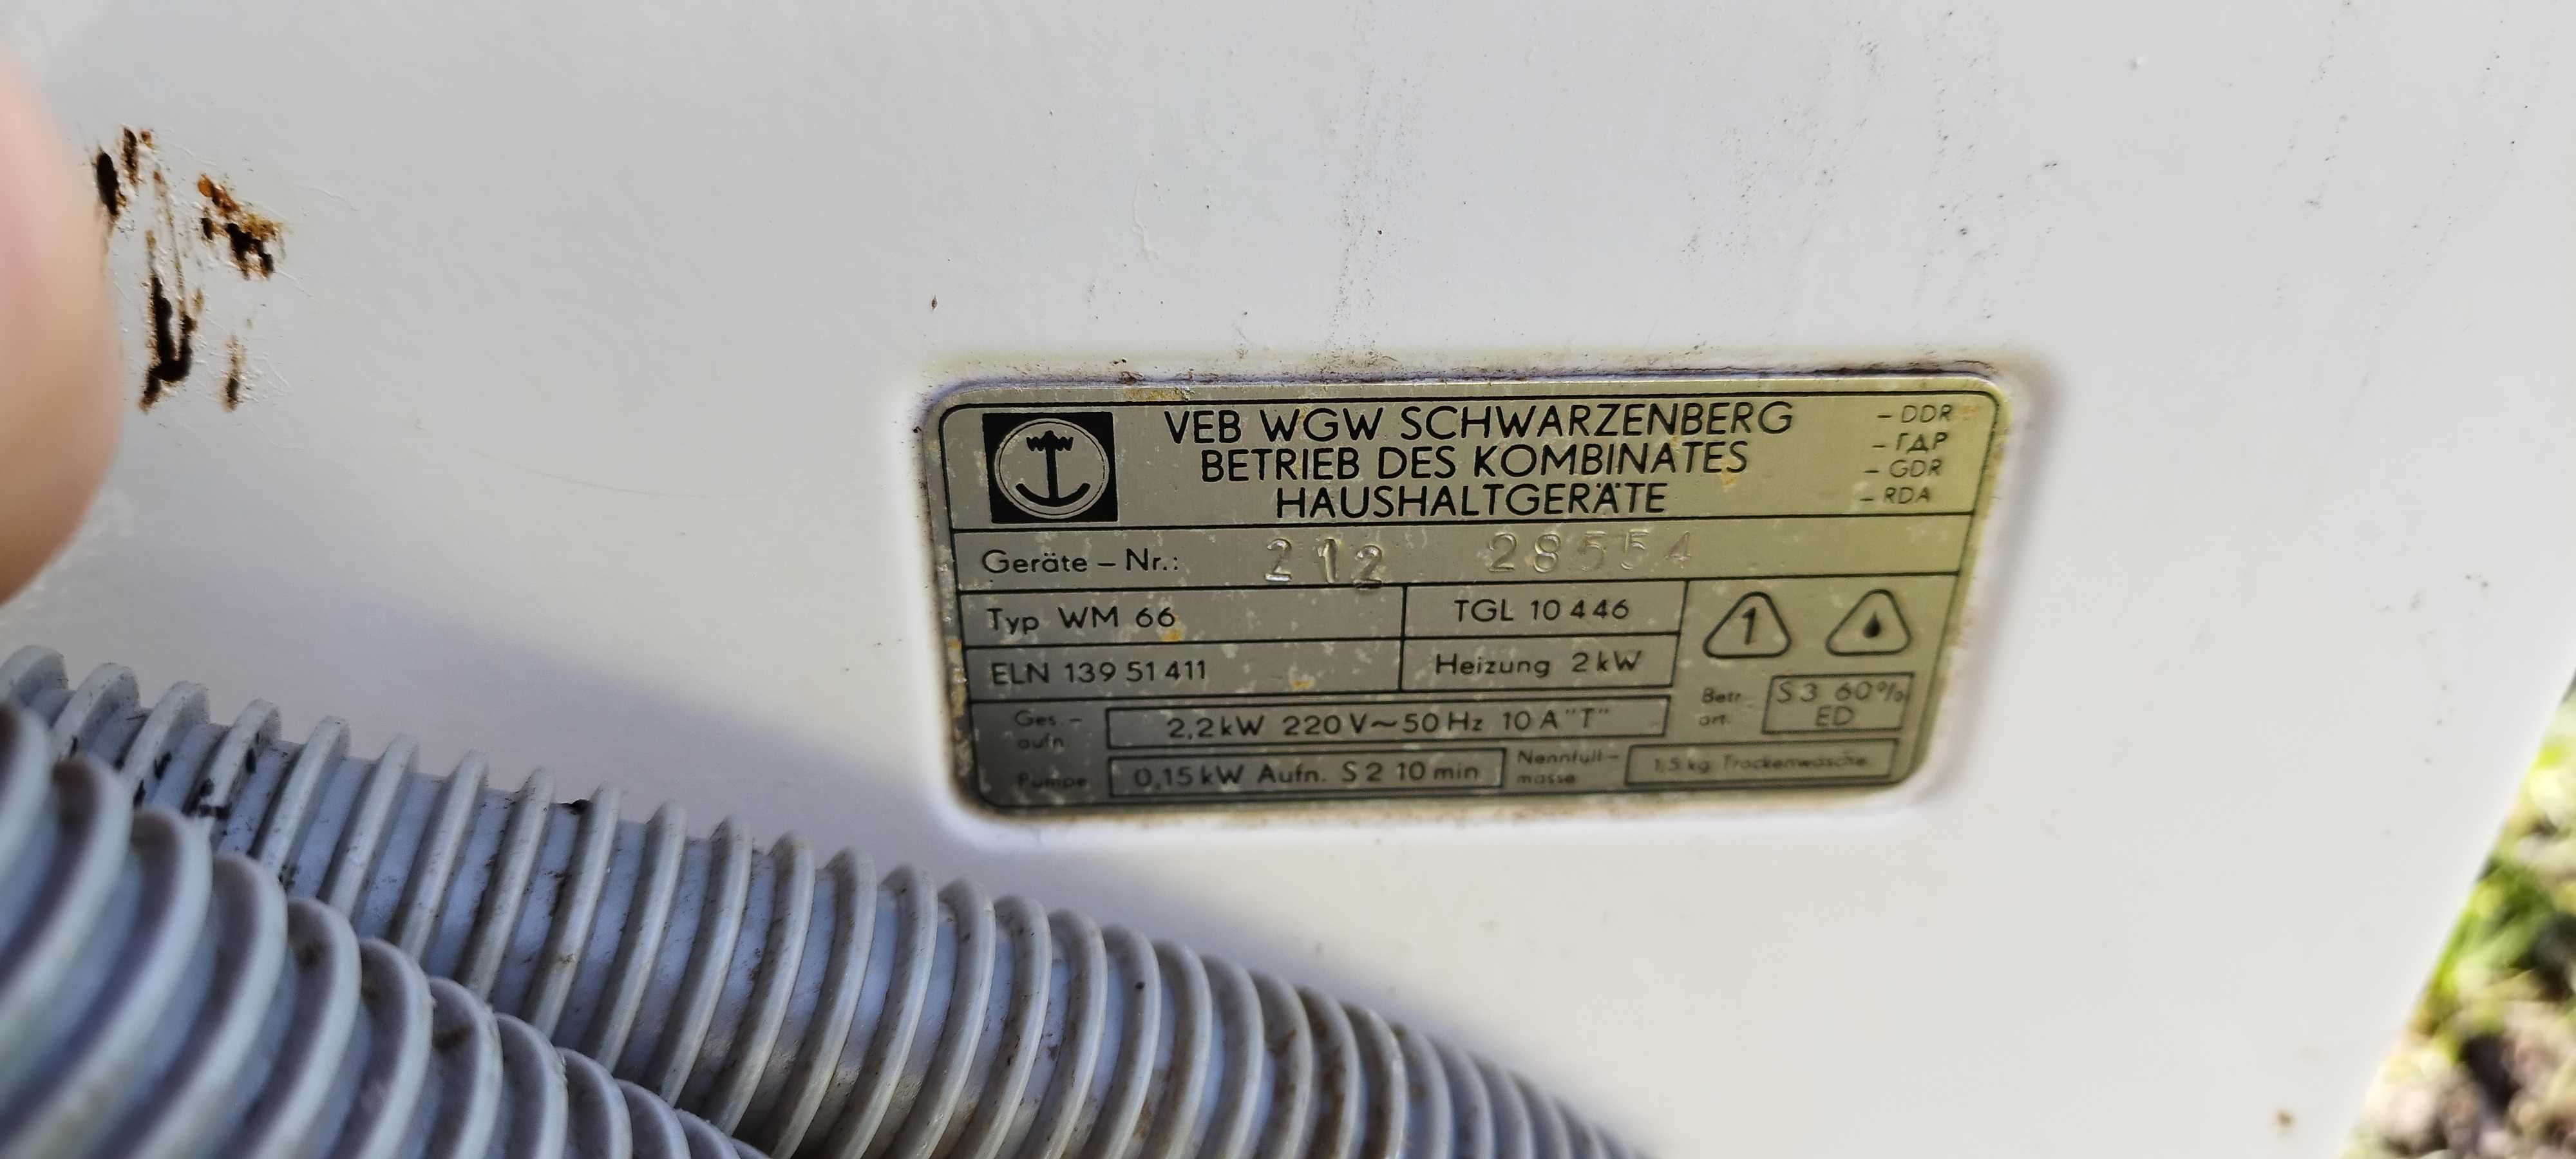 WWW
VEB WGW SCHWARZENBERG
BETRIEB DES KOMBINATES
HAUSHALTGERÄTE
– DDR
– ГДР
– GDR
– RDA
Geräte – Nr.: 212 28554
Typ WM 66
TGL 10 446
ELN 139 51 411
Heizung 2 kW
1
Ges.–
aufn.
2,2 kW 220 V~50 Hz 10 A "T"
Betr.–
art.
S 3 60%
ED
Pumpe
0,15 kW Aufn. S 2 10 min
Nennfüll–
masse
1,5 kg Trockenwäsche